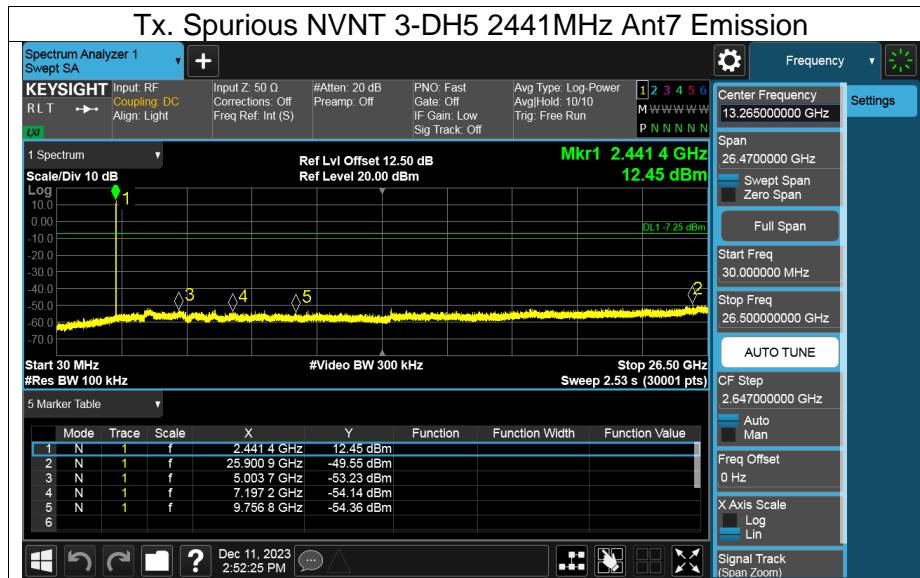 Tx. Spurious NVNT 3-DH5 2441MHz Ant7 Emission
Spectrum Analyzer 1
Swept SA
+
Frequency
KEYSIGHT
RLT
LXI
Input: RF
Coupling: DC
Align: Light
Input Z: 50 Ω
Corrections: Off
Freq Ref: Int (S)
#Atten: 20 dB
Preamp: Off
PNO: Fast
Gate: Off
IF Gain: Low
Sig Track: Off
Avg Type: Log-Power
Avg|Hold: 10/10
Trig: Free Run
1 2 3 4 5 6
M W W W W W
P N N N N N
1 Spectrum
Scale/Div 10 dB
Ref Lvl Offset 12.50 dB
Ref Level 20.00 dBm
Mkr1 2.441 4 GHz
12.45 dBm
Log
10.0
0.00
-10.0
-20.0
-30.0
-40.0
-50.0
-60.0
-70.0
1
DL1 -7.25 dBm
3
4
5
2
Start 30 MHz
#Video BW 300 kHz
Stop 26.50 GHz
#Res BW 100 kHz
Sweep 2.53 s (30001 pts)
5 Marker Table
Mode Trace Scale X Y Function Function Width Function Value
1 N 1 f 2.441 4 GHz 12.45 dBm
2 N 1 f 25.900 9 GHz -49.55 dBm
3 N 1 f 5.003 7 GHz -53.23 dBm
4 N 1 f 7.197 2 GHz -54.14 dBm
5 N 1 f 9.756 8 GHz -54.36 dBm
6
Center Frequency
13.265000000 GHz
Settings
Span
26.4700000 GHz
Swept Span
Zero Span
Full Span
Start Freq
30.000000 MHz
Stop Freq
26.500000000 GHz
AUTO TUNE
CF Step
2.647000000 GHz
Auto
Man
Freq Offset
0 Hz
X Axis Scale
Log
Lin
Signal Track
(Span Zoom)
?
Dec 11, 2023
2:52:25 PM